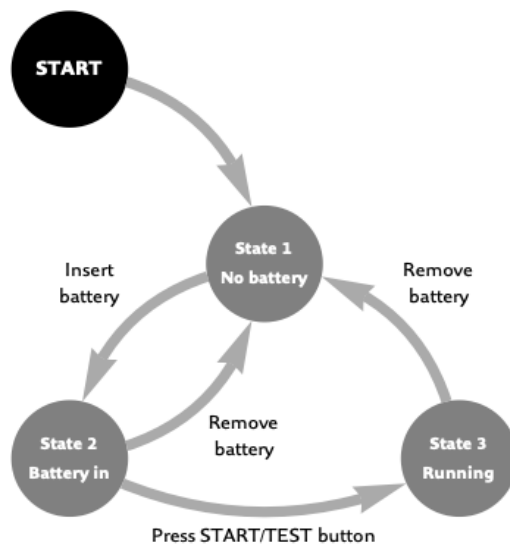 START
State 1
No battery
Insert
battery
Remove
battery
Remove
battery
State 2
Battery in
State 3
Running
Press START/TEST button